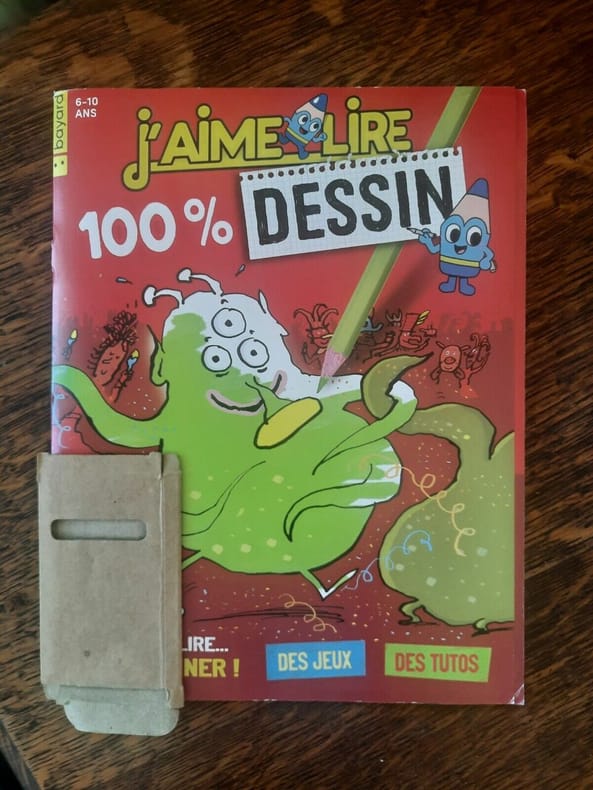 bayard
6-10
ANS
j'AiME LiRE
100 %
DESSIN
LIRE...
NER !
DES JEUX
DES TUTOS